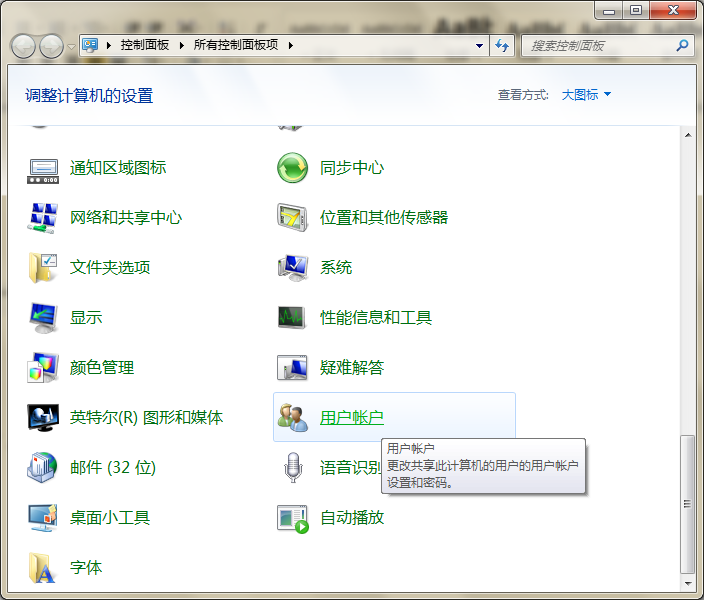 控制面板 所有控制面板项
搜索控制面板
调整计算机的设置
查看方式: 大图标
通知区域图标
同步中心
网络和共享中心
位置和其他传感器
文件夹选项
系统
显示
性能信息和工具
颜色管理
疑难解答
英特尔(R) 图形和媒体
用户帐户
用户帐户
更改共享此计算机的用户的用户帐户
设置和密码。
邮件 (32 位)
语音识别
桌面小工具
自动播放
字体